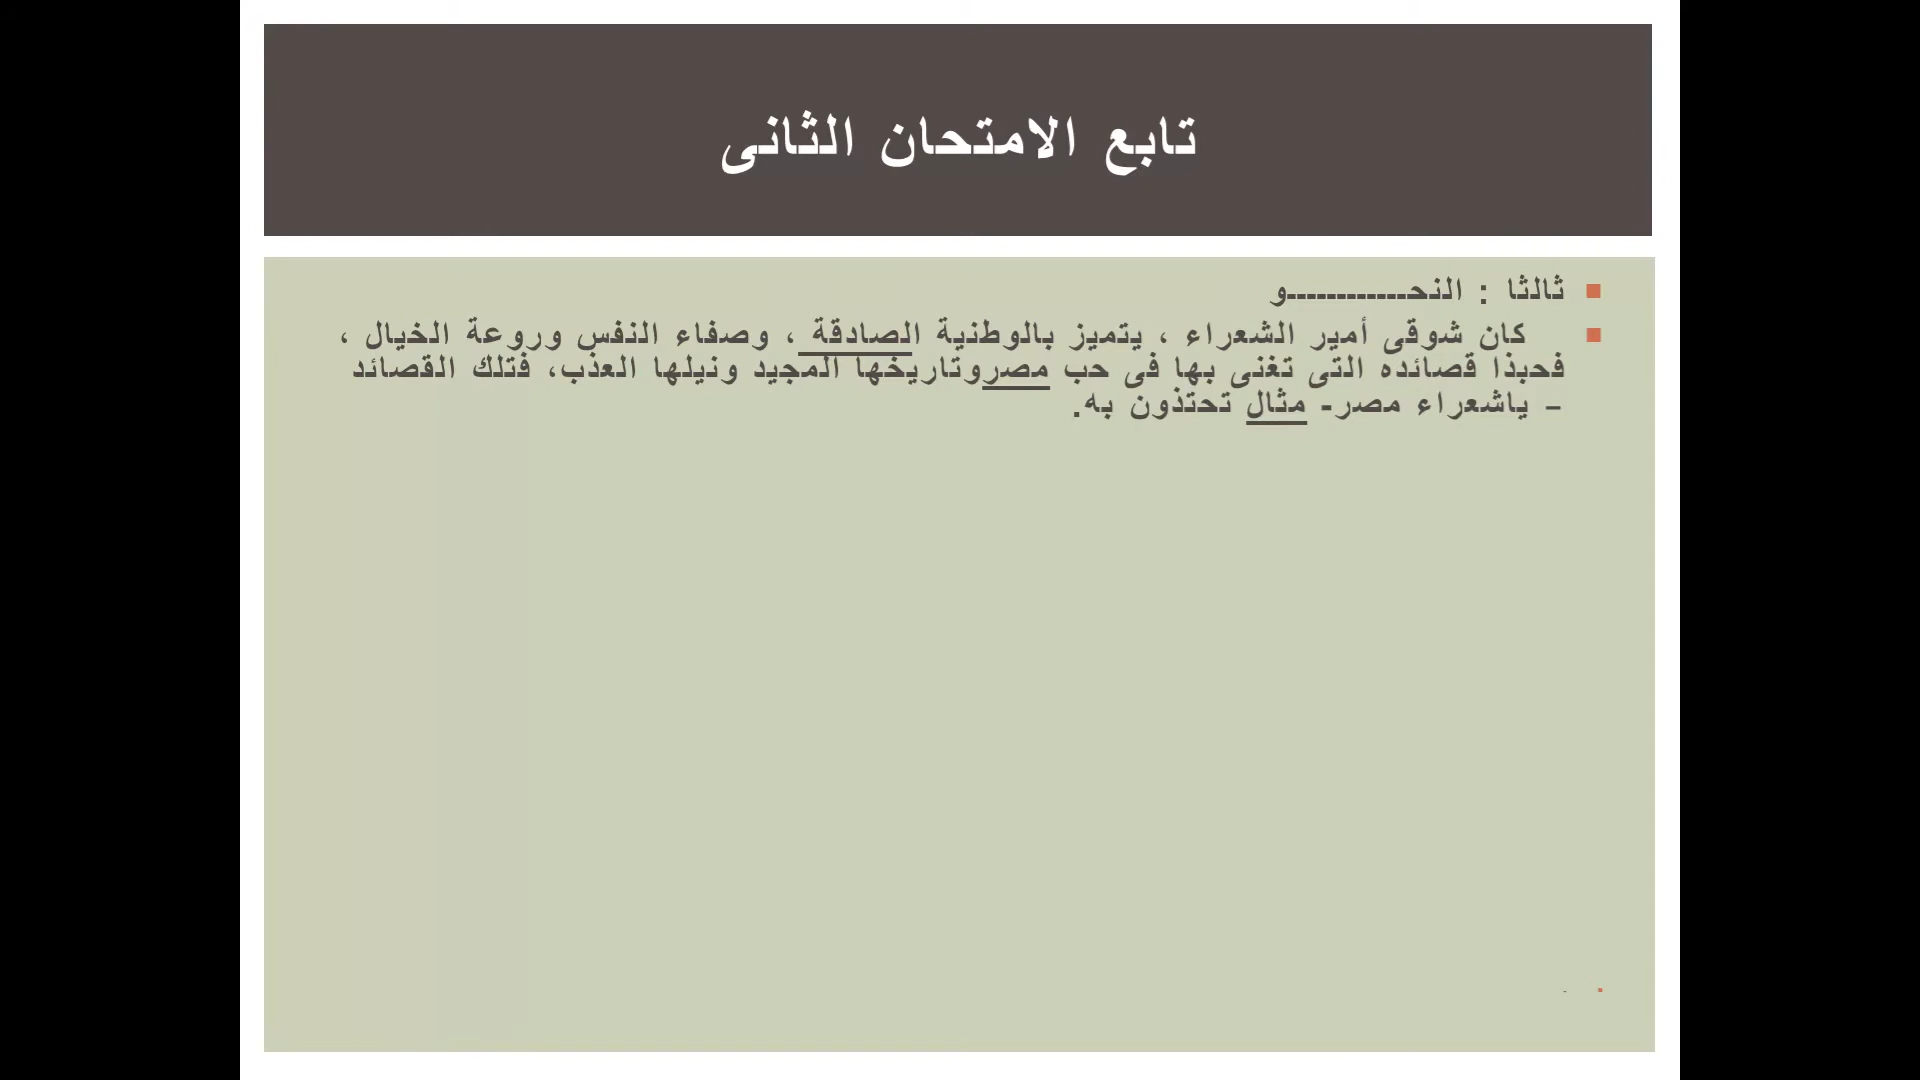 تابع الامتحان الثانى
ثالثا : النحـــــــــــــو
كان شوقى أمير الشعراء ، يتميز بالوطنية الصادقة ، وصفاء النفس وروعة الخيال ،
فحبذا قصائده التى تغنى بها فى حب مصروتاريخها المجيد ونيلها العذب، فتلك القصائد
– ياشعراء مصر- مثال تحتذون به.
-